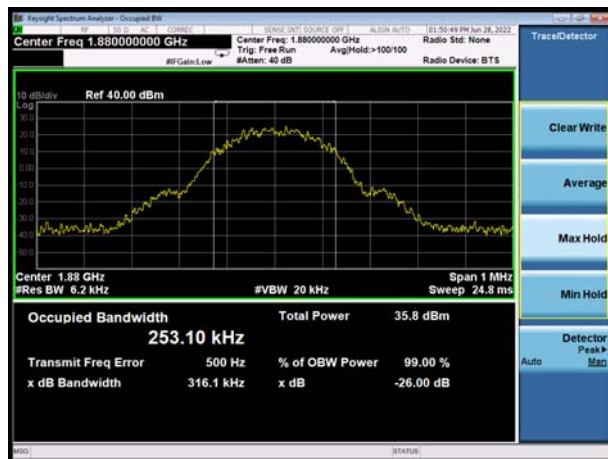 Keysight Spectrum Analyzer - Occupied BW
RF 50 Ω AC CORREC SENSE:INT SOURCE OFF ALIGN AUTO 01:50:49 PM Jun 28, 2022
Center Freq 1.880000000 GHz
Center Freq: 1.880000000 GHz
Radio Std: None
Trig: Free Run Avg|Hold:>100/100
#IFGain:Low
#Atten: 40 dB
Radio Device: BTS
Trace/Detector
10 dB/div Ref 40.00 dBm
Log
30.0
20.0
10.0
0.00
-10.0
-20.0
-30.0
-40.0
-50.0
Center 1.88 GHz
Span 1 MHz
#Res BW 6.2 kHz
#VBW 20 kHz
Sweep 24.8 ms
Occupied Bandwidth
253.10 kHz
Total Power 35.8 dBm
Transmit Freq Error 500 Hz
% of OBW Power 99.00 %
x dB Bandwidth 316.1 kHz
x dB -26.00 dB
Clear Write
Average
Max Hold
Min Hold
Detector
Peak▶
Auto Man
MSG
STATUS